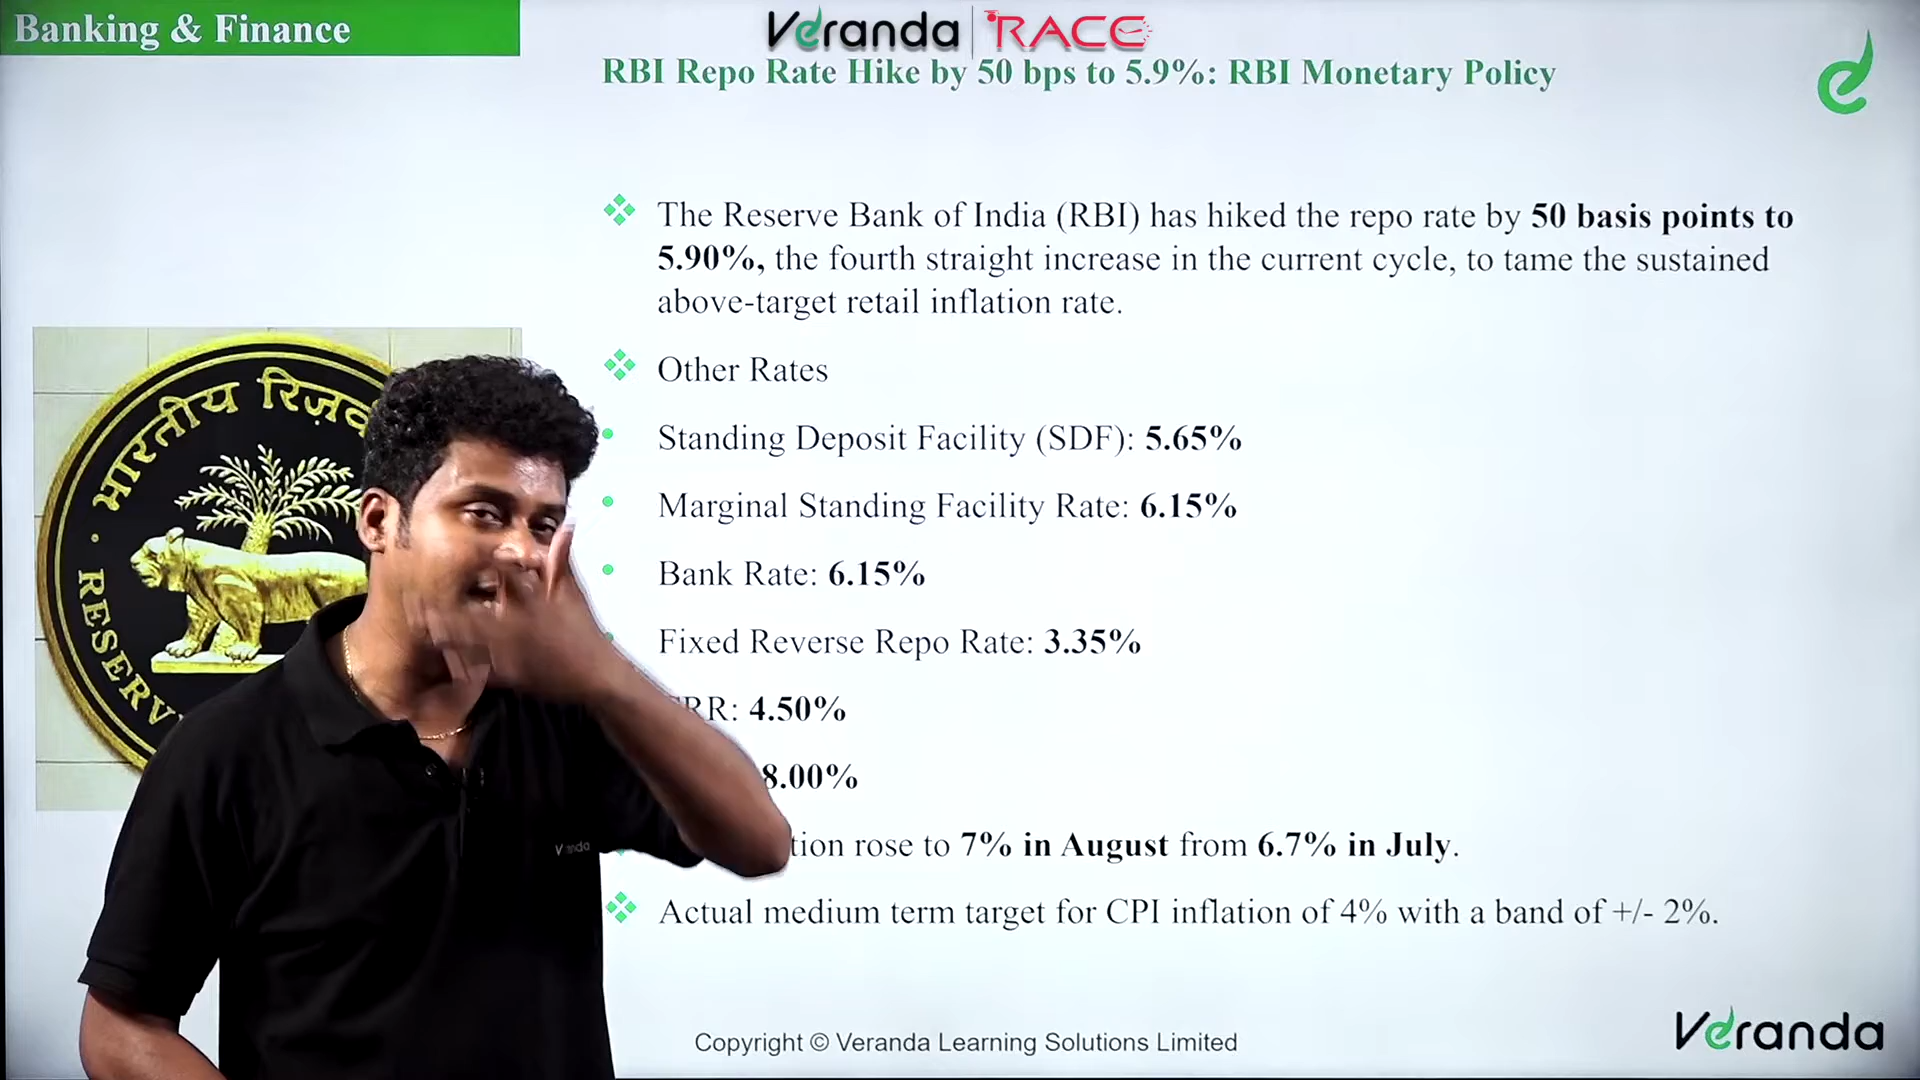 Banking & Finance
Veranda RACE
RBI Repo Rate Hike by 50 bps to 5.9%: RBI Monetary Policy
The Reserve Bank of India (RBI) has hiked the repo rate by 50 basis points to
5.90%, the fourth straight increase in the current cycle, to tame the sustained
above-target retail inflation rate.
Other Rates
Standing Deposit Facility (SDF): 5.65%
Marginal Standing Facility Rate: 6.15%
Bank Rate: 6.15%
Fixed Reverse Repo Rate: 3.35%
4.50%
8.00%
rose to 7% in August from 6.7% in July.
Actual medium term target for CPI inflation of 4% with a band of +/- 2%.
भारतीय
RESERV
Copyright © Veranda Learning Solutions Limited
Veranda